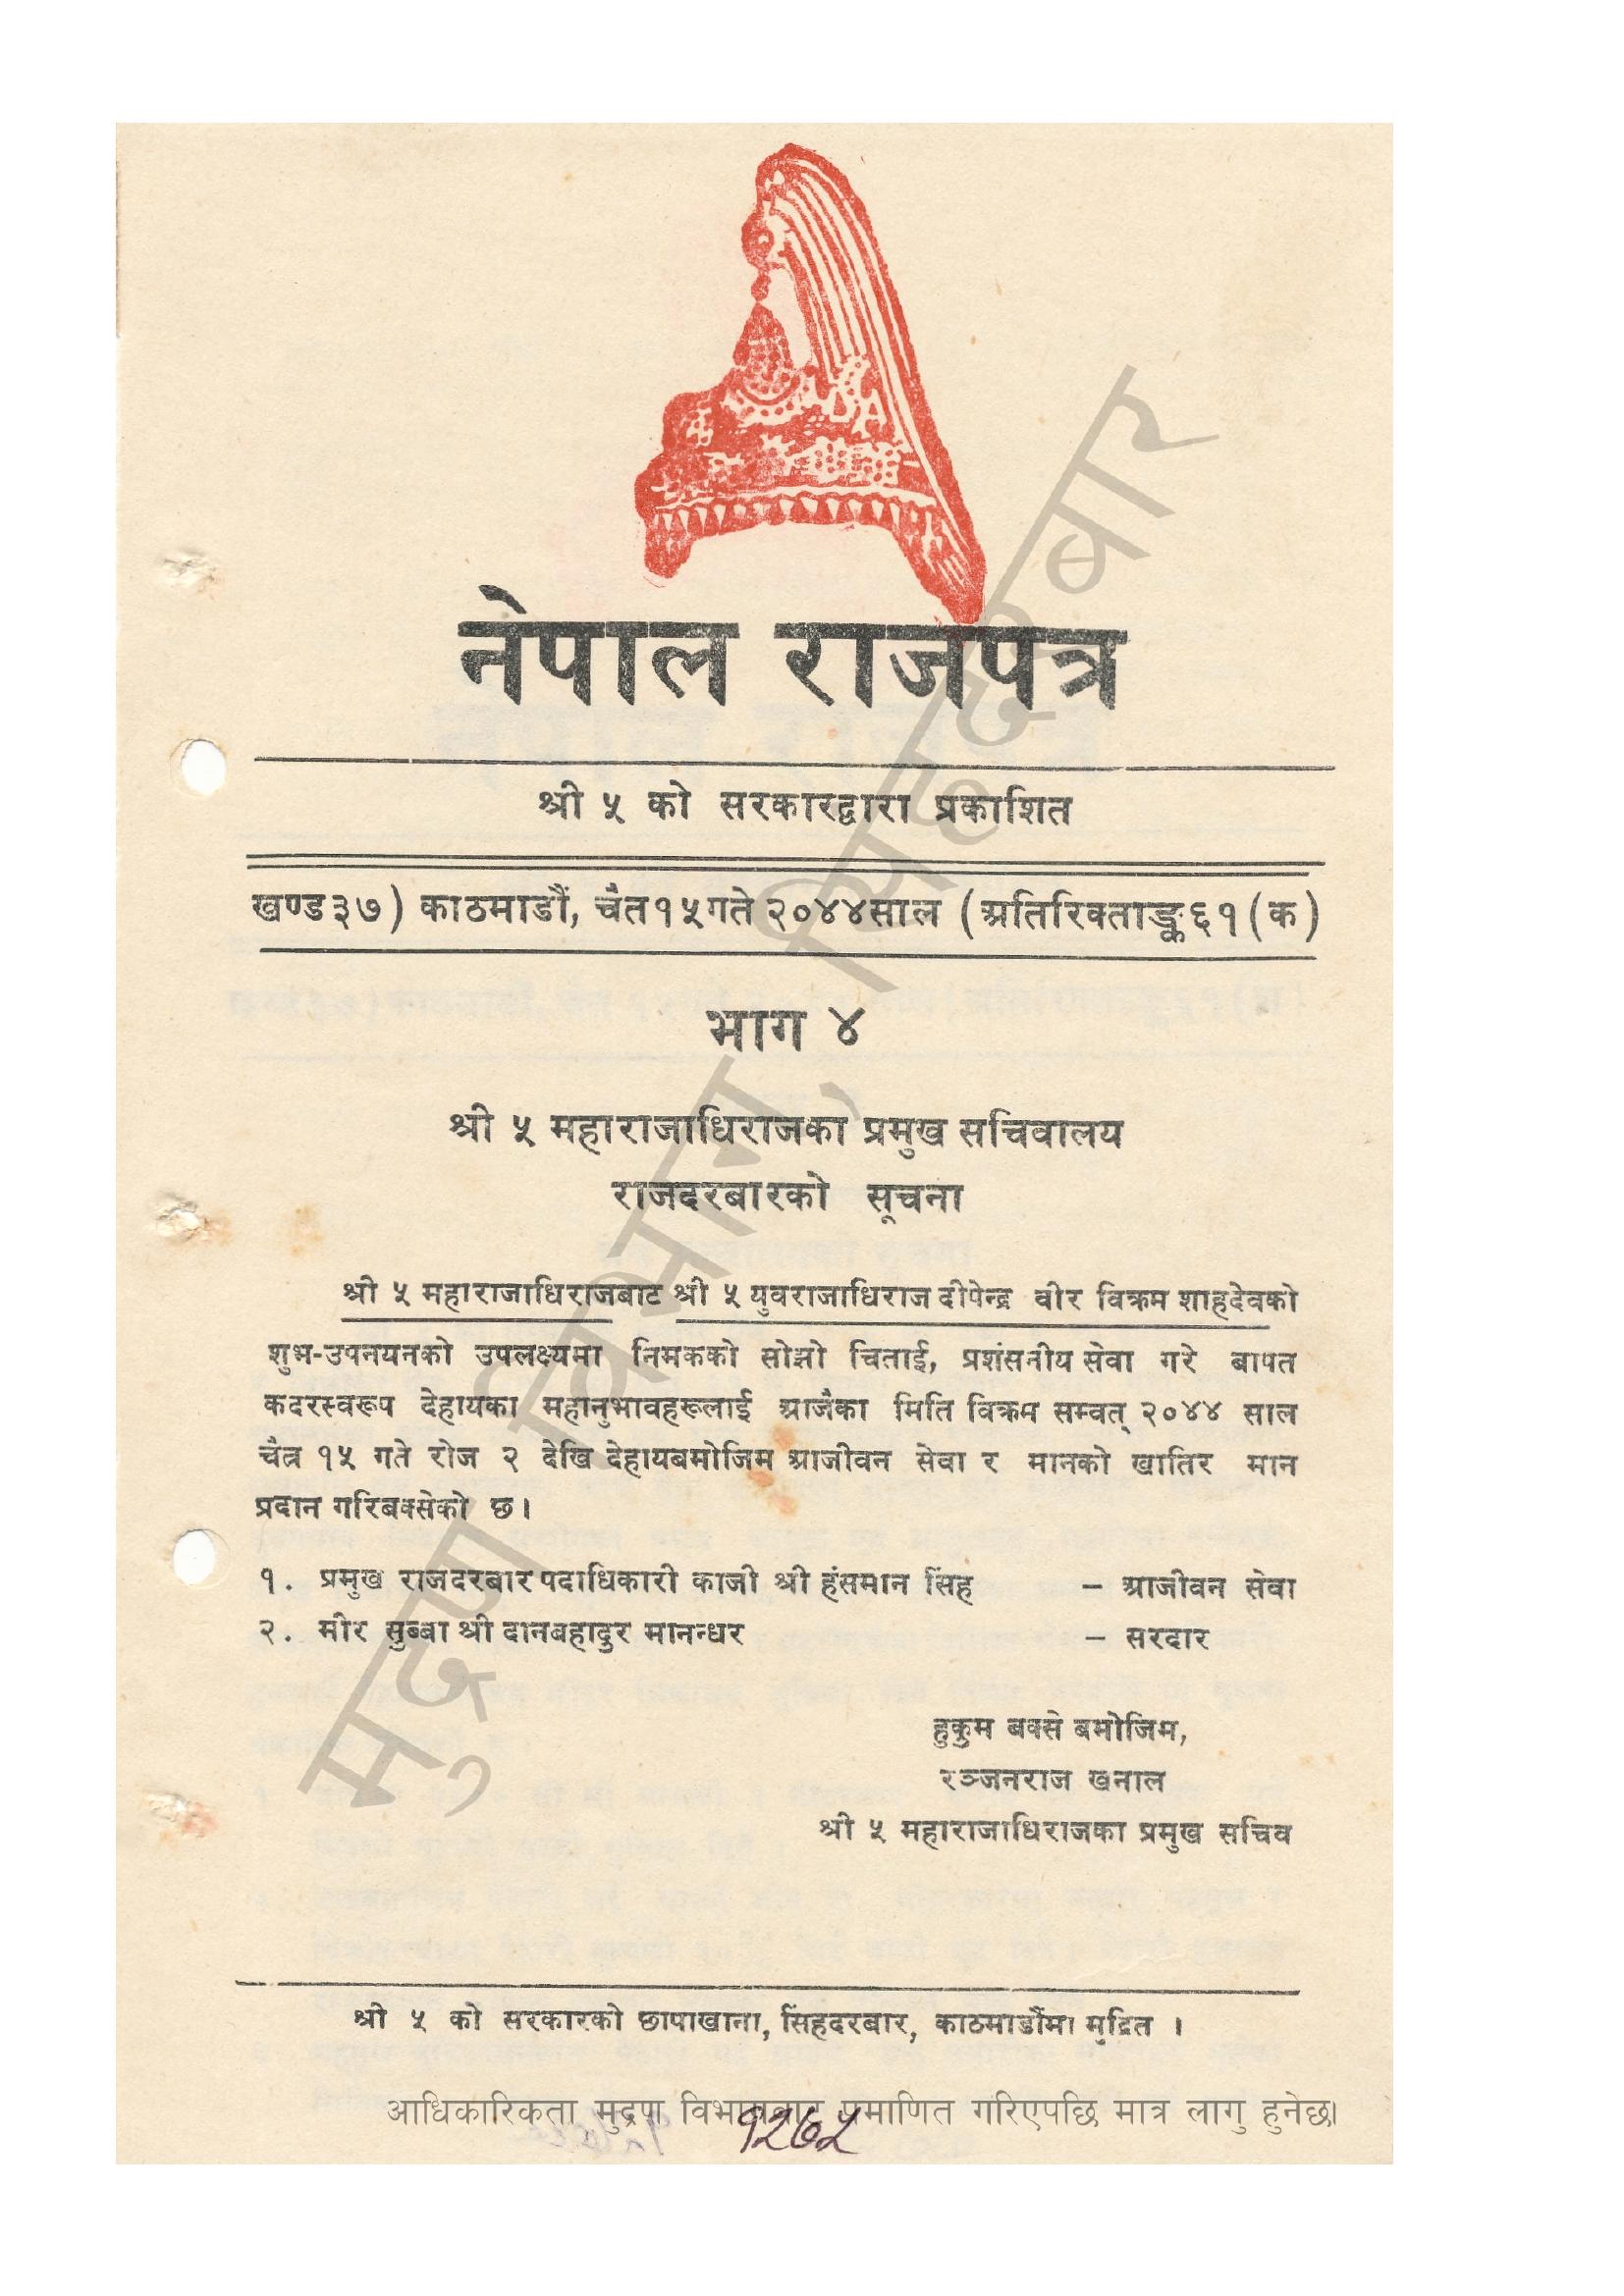 नेपाल राजपत्र
श्री ५ को सरकारद्वारा प्रकाशित
खण्ड३७) काठमाडौं, चैत१५गते २०४४साल (अतिरिक्ताङ्क६१(क)
भाग ४
श्री ५ महाराजाधिराजको प्रमुख सचिवालय
राजदरबारको सूचना
श्री ५ महाराजाधिराजबाट श्री ५ युवराजाधिराज दीपेन्द्र वीर विक्रम शाहदेवको
शुभ-उपनयनको उपलक्ष्यमा निमकको सोझो चिताई, प्रशंसनीय सेवा गरे बापत
कदरस्वरूप देहायका महानुभावहरूलाई आजैका मिति विक्रम सम्वत् २०४४ साल
चैत्र १५ गते रोज २ देखि देहायबमोजिम आजीवन सेवा र मानको खातिर मान
प्रदान गरिबक्सेको छ।
१. प्रमुख राजदरबार पदाधिकारी काजी श्री हंसमान सिंह – आजीवन सेवा
२. मीर सुब्बा श्री दानबहादुर मानन्धर – सरदार
हुकुम बक्से बमोजिम,
रञ्जनराज खनाल
श्री ५ महाराजाधिराजका प्रमुख सचिव
श्री ५ को सरकारको छापाखाना, सिंहदरबार, काठमाडौंमा मुद्रित ।
आधिकारिकता मुद्रण विभागबाट प्रमाणित गरिएपछि मात्र लागु हुनेछ।
१२७५
मुद्रण विभाग, सिंहदरबार